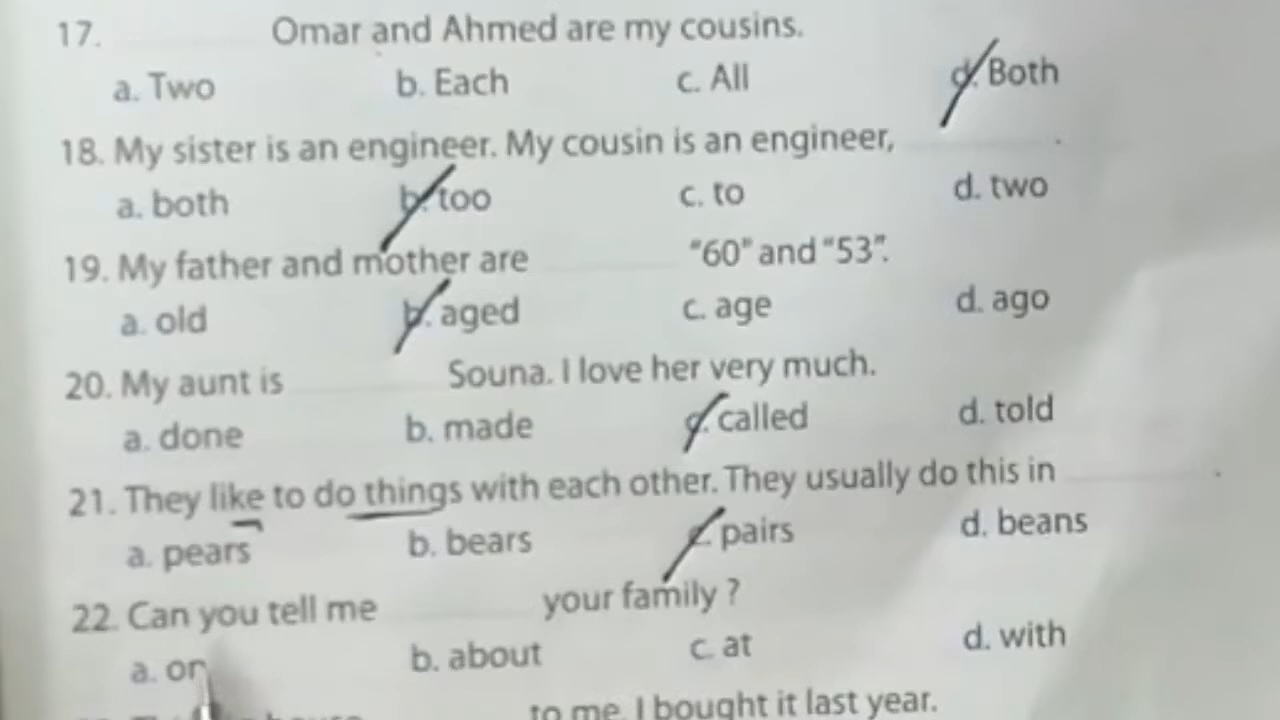 17. Omar and Ahmed are my cousins.
a. Two b. Each c. All d. Both
18. My sister is an engineer. My cousin is an engineer, .
a. both b. too c. to d. two
19. My father and mother are "60" and "53".
a. old b. aged c. age d. ago
20. My aunt is Souna. I love her very much.
a. done b. made c. called d. told
21. They like to do things with each other. They usually do this in .
a. pears b. bears c. pairs d. beans
22. Can you tell me your family ?
a. on b. about c. at d. with
to me. I bought it last year.